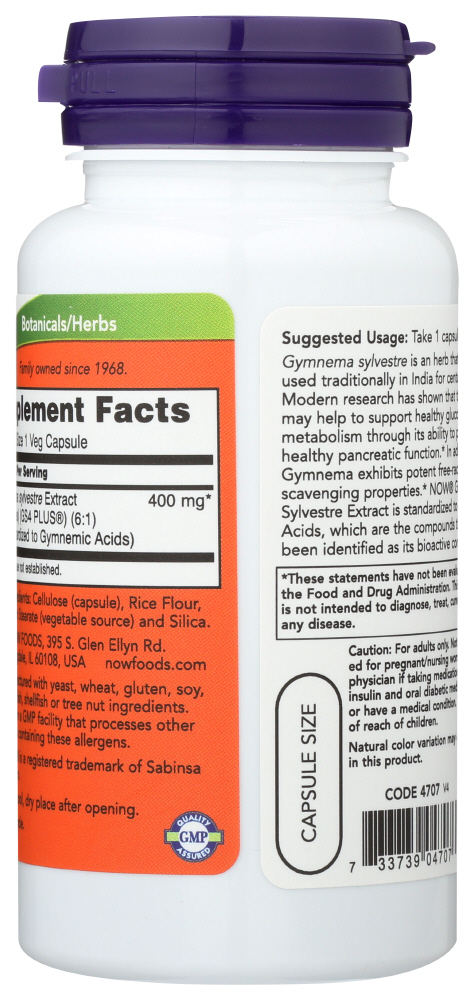 PULL
Botanicals/Herbs
Family owned since 1968.
plement Facts
Size 1 Veg Capsule
Per Serving
sylvestre Extract 400 mg*
(GS4 PLUS®) (6:1)
to Gymnemic Acids)
not established.
Cellulose (capsule), Rice Flour,
(vegetable source) and Silica.
FOODS, 395 S. Glen Ellyn Rd.
IL 60108, USA nowfoods.com
with yeast, wheat, gluten, soy,
shellfish or tree nut ingredients.
a GMP facility that processes other
containing these allergens.
a registered trademark of Sabinsa
dry place after opening.
QUALITY
GMP
ASSURED
Suggested Usage: Take 1 capsul
Gymnema sylvestre is an herb that
used traditionally in India for cent
Modern research has shown that
may help to support healthy gluco
metabolism through its ability to
healthy pancreatic function.* In ad
Gymnema exhibits potent free-rad
scavenging properties.* NOW® G
Sylvestre Extract is standardized to
Acids, which are the compounds t
been identified as its bioactive co
*These statements have not been eval
the Food and Drug Administration. Thi
is not intended to diagnose, treat, cure
any disease.
Caution: For adults only. Not
ed for pregnant/nursing wom
physician if taking medicatio
insulin and oral diabetic med
or have a medical condition.
of reach of children.
Natural color variation may
in this product.
CODE 4707 V4
CAPSULE SIZE
7 33739 04707